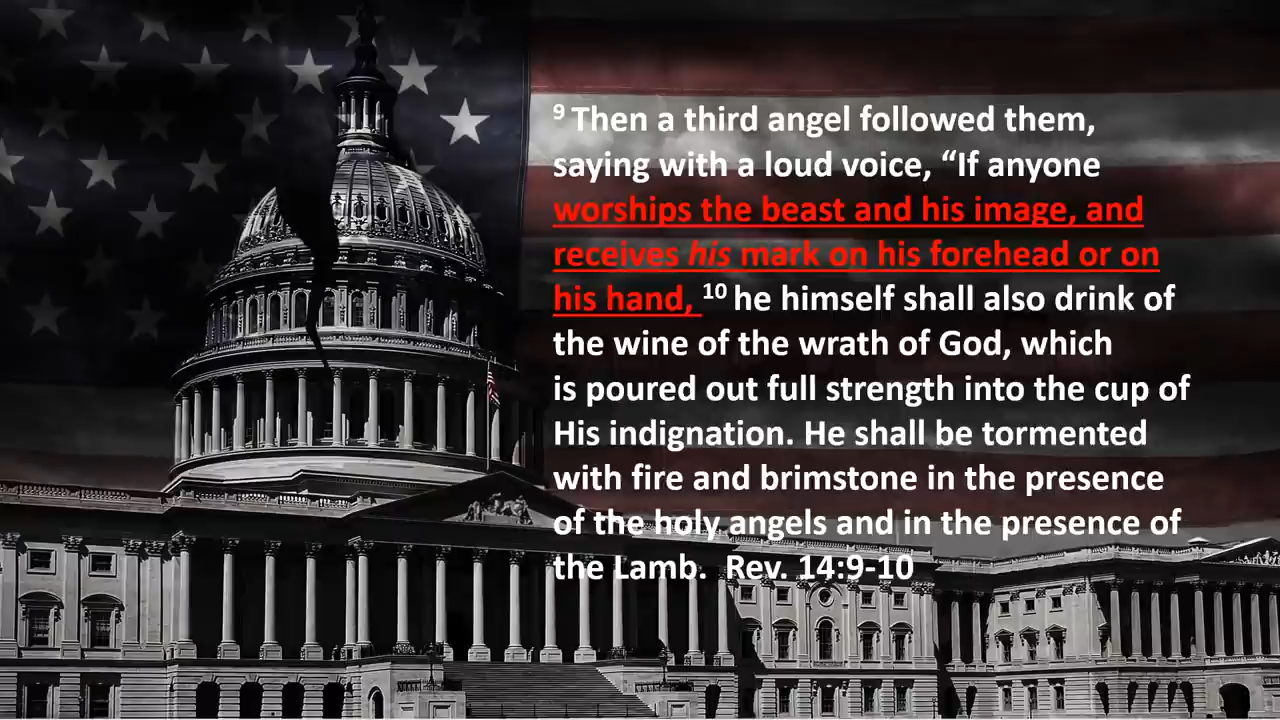 ⁹ Then a third angel followed them,
saying with a loud voice, “If anyone
worships the beast and his image, and
receives his mark on his forehead or on
his hand, ¹⁰ he himself shall also drink of
the wine of the wrath of God, which
is poured out full strength into the cup of
His indignation. He shall be tormented
with fire and brimstone in the presence
of the holy angels and in the presence of
the Lamb.  Rev. 14:9-10